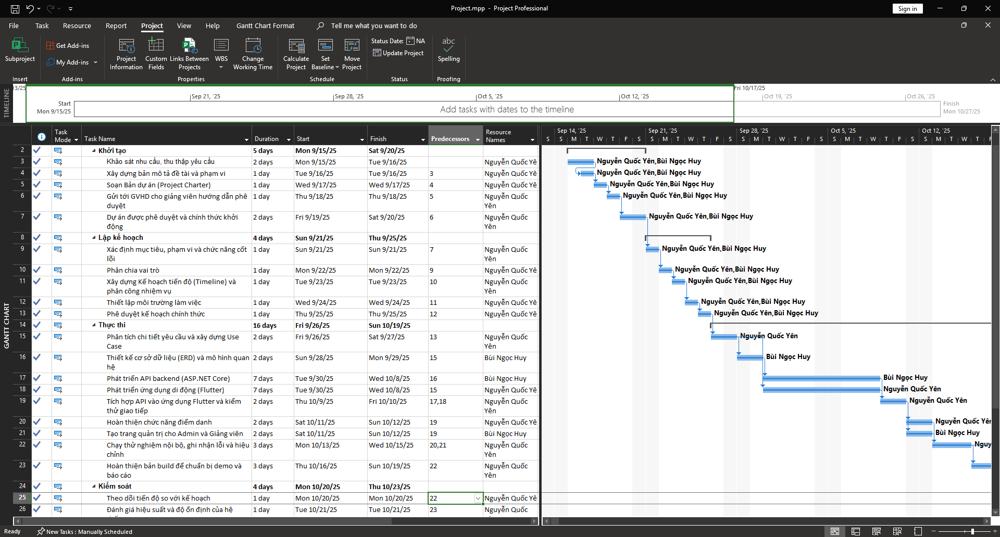 Project.mpp - Project Professional
Sign in
File Task Resource Report Project View Help Gantt Chart Format Tell me what you want to do
Subproject
Insert
Get Add-ins
My Add-ins
Add-ins
Project Information
Custom Fields
Links Between Projects
WBS
Change Working Time
Properties
Calculate Project
Set Baseline
Move Project
Schedule
Status Date: NA
Update Project
Status
abc
Spelling
Proofing
TIMELINE
13/25
Fri 10/17/25
Sep 21, '25 Sep 28, '25 Oct 5, '25 Oct 12, '25 Oct 19, '25 Oct 26, '25
Start
Mon 9/15/25
Add tasks with dates to the timeline
Finish
Mon 10/27/25
GANTT CHART
Task Mode Task Name Duration Start Finish Predecessors Resource Names
2 Khởi tạo 5 days Mon 9/15/25 Sat 9/20/25
3 Khảo sát nhu cầu, thu thập yêu cầu 2 days Mon 9/15/25 Tue 9/16/25 Nguyễn Quốc Yê
4 Xây dựng bản mô tả đề tài và phạm vi 1 day Tue 9/16/25 Tue 9/16/25 3 Nguyễn Quốc Yê
5 Soạn Bản dự án (Project Charter) 1 day Wed 9/17/25 Wed 9/17/25 4 Nguyễn Quốc Yê
6 Gửi tới GVHD cho giảng viên hướng dẫn phê duyệt 1 day Thu 9/18/25 Thu 9/18/25 5 Nguyễn Quốc Yên
7 Dự án được phê duyệt và chính thức khởi động 2 days Fri 9/19/25 Sat 9/20/25 6 Nguyễn Quốc Yên
8 Lập kế hoạch 4 days Sun 9/21/25 Thu 9/25/25
9 Xác định mục tiêu, phạm vi và chức năng cốt lõi 1 day Sun 9/21/25 Sun 9/21/25 7 Nguyễn Quốc Yên
10 Phân chia vai trò 1 day Mon 9/22/25 Mon 9/22/25 9 Nguyễn Quốc Yê
11 Xây dựng Kế hoạch tiến độ (Timeline) và phân công nhiệm vụ 1 day Tue 9/23/25 Tue 9/23/25 10 Nguyễn Quốc Yên
12 Thiết lập môi trường làm việc 1 day Wed 9/24/25 Wed 9/24/25 11 Nguyễn Quốc Yê
13 Phê duyệt kế hoạch chính thức 1 day Thu 9/25/25 Thu 9/25/25 12 Nguyễn Quốc Yê
14 Thực thi 16 days Fri 9/26/25 Sun 10/19/25
15 Phân tích chi tiết yêu cầu và xây dựng Use Case 2 days Fri 9/26/25 Sat 9/27/25 13 Nguyễn Quốc Yên
16 Thiết kế cơ sở dữ liệu (ERD) và mô hình quan hệ 2 days Sun 9/28/25 Mon 9/29/25 15 Bùi Ngọc Huy
17 Phát triển API backend (ASP.NET Core) 7 days Tue 9/30/25 Wed 10/8/25 16 Bùi Ngọc Huy
18 Phát triển ứng dụng di động (Flutter) 7 days Tue 9/30/25 Wed 10/8/25 15 Nguyễn Quốc Yê
19 Tích hợp API vào ứng dụng Flutter và kiểm thử giao tiếp 2 days Thu 10/9/25 Fri 10/10/25 17,18 Nguyễn Quốc Yên
20 Hoàn thiện chức năng điểm danh 2 days Sat 10/11/25 Sun 10/12/25 19 Nguyễn Quốc Yê
21 Tạo trang quản trị cho Admin và Giảng viên 2 days Sat 10/11/25 Sun 10/12/25 19 Bùi Ngọc Huy
22 Chạy thử nghiệm nội bộ, ghi nhận lỗi và hiệu chỉnh 3 days Mon 10/13/25 Wed 10/15/25 20,21 Nguyễn Quốc Yên
23 Hoàn thiện bản build để chuẩn bị demo và báo cáo 3 days Thu 10/16/25 Sun 10/19/25 22 Nguyễn Quốc Yên
24 Kiểm soát 4 days Mon 10/20/25 Thu 10/23/25
25 Theo dõi tiến độ so với kế hoạch 1 day Mon 10/20/25 Mon 10/20/25 22 Nguyễn Quốc Yê
26 Đánh giá hiệu suất và độ ổn định của hệ 1 day Tue 10/21/25 Tue 10/21/25 23 Nguyễn Quốc
Sep 14, '25 Sep 21, '25 Sep 28, '25 Oct 5, '25 Oct 12, '25
S S M T W T F S S M T W T F S S M T W T F S S M T W T F S S M T W T F
Nguyễn Quốc Yên,Bùi Ngọc Huy
Nguyễn Quốc Yên,Bùi Ngọc Huy
Nguyễn Quốc Yên,Bùi Ngọc Huy
Nguyễn Quốc Yên,Bùi Ngọc Huy
Nguyễn Quốc Yên,Bùi Ngọc Huy
Nguyễn Quốc Yên,Bùi Ngọc Huy
Nguyễn Quốc Yên,Bùi Ngọc Huy
Nguyễn Quốc Yên,Bùi Ngọc Huy
Nguyễn Quốc Yên,Bùi Ngọc Huy
Nguyễn Quốc Yên,Bùi Ngọc Huy
Nguyễn Quốc Yên
Bùi Ngọc Huy
Bùi Ngọc Huy
Nguyễn Quốc Yên
Nguyễn Quốc Yên
Nguyễn Quốc Yên
Bùi Ngọc Huy
Nguy
Ready New Tasks : Manually Scheduled